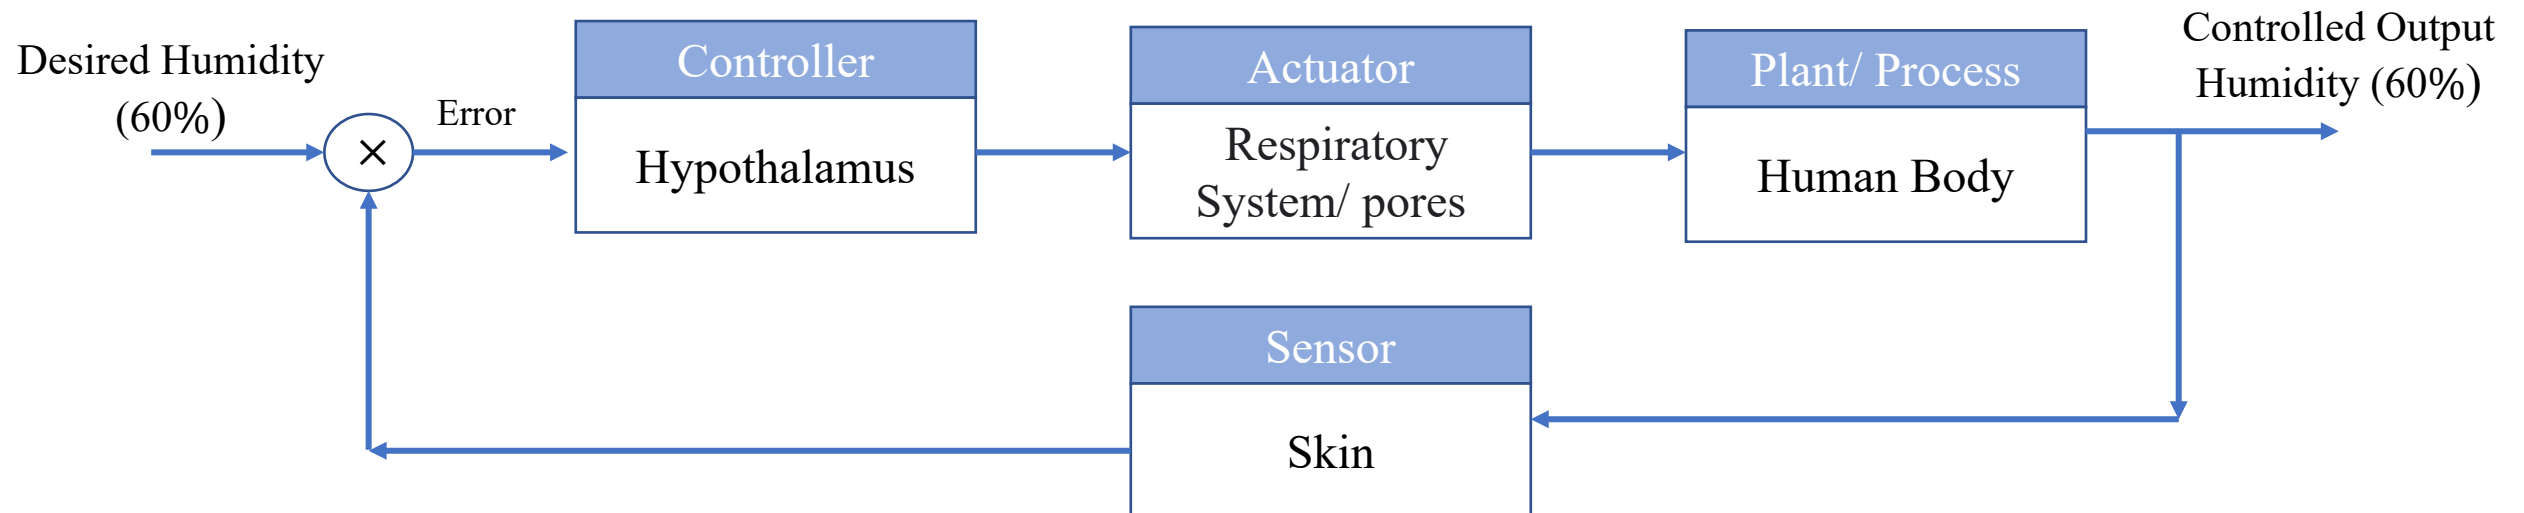 Desired Humidity
(60%)
×
Error
Controller
Hypothalamus
Actuator
Respiratory
System/ pores
Plant/ Process
Human Body
Controlled Output
Humidity (60%)
Sensor
Skin